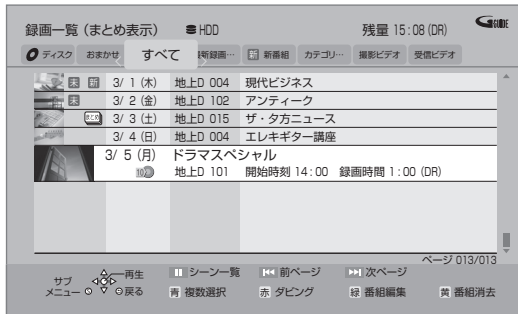 録画一覧 (まとめ表示) HDD 残量 15:08 (DR) G-GUIDE
ディスク おまかせ すべて 最新録画… 新 新番組 カテゴリ… 撮影ビデオ 受信ビデオ
未 新 3/ 1 (木) 地上D 004 現代ビジネス
未 3/ 2 (金) 地上D 102 アンティーク
まとめ 3/ 3 (土) 地上D 015 ザ・夕方ニュース
3/ 4 (日) 地上D 004 エレキギター講座
3/ 5 (月) ドラマスペシャル
地上D 101 開始時刻 14:00 録画時間 1:00 (DR)
ページ 013/013
サブメニュー 再生 戻る
シーン一覧 前ページ 次ページ
青 複数選択 赤 ダビング 緑 番組編集 黄 番組消去